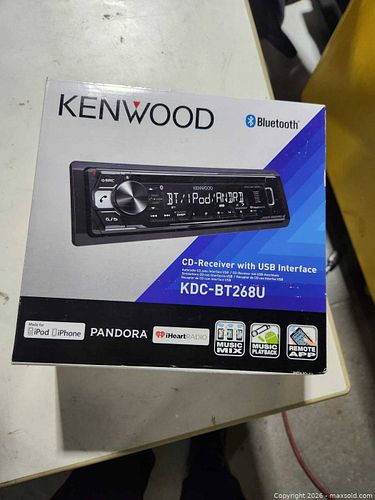 KENWOOD
Bluetooth®
KENWOOD
BT/iPod/ANDRD
CD-Receiver with USB Interface
KDC-BT268U
Made for
iPod iPhone
PANDORA
iHeartRADIO
MUSIC MIX
MUSIC PLAYBACK
REMOTE APP
Copyright 2026 - maxsold.com